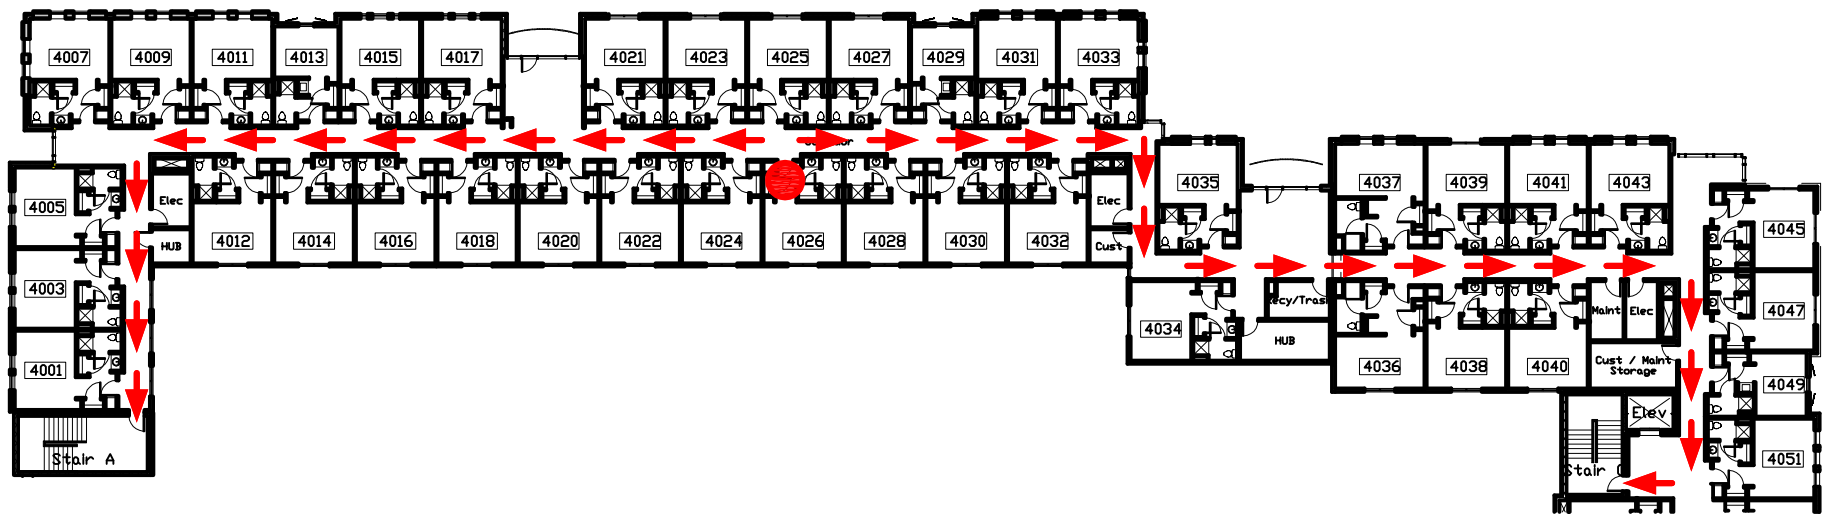 4007 4009 4011 4013 4015 4017 4021 4023 4025 4027 4029 4031 4033
4035 4037 4039 4041 4043
4005 Elec Elec 4045
4012 4014 4016 4018 4020 4022 4024 4026 4028 4030 4032
HUB Cust
4003 4047
4034 Maint Elec
HUB
4001 4036 4038 4040 Cust / Maint
Storage
4049
Elev
Stair A 4051
Stair